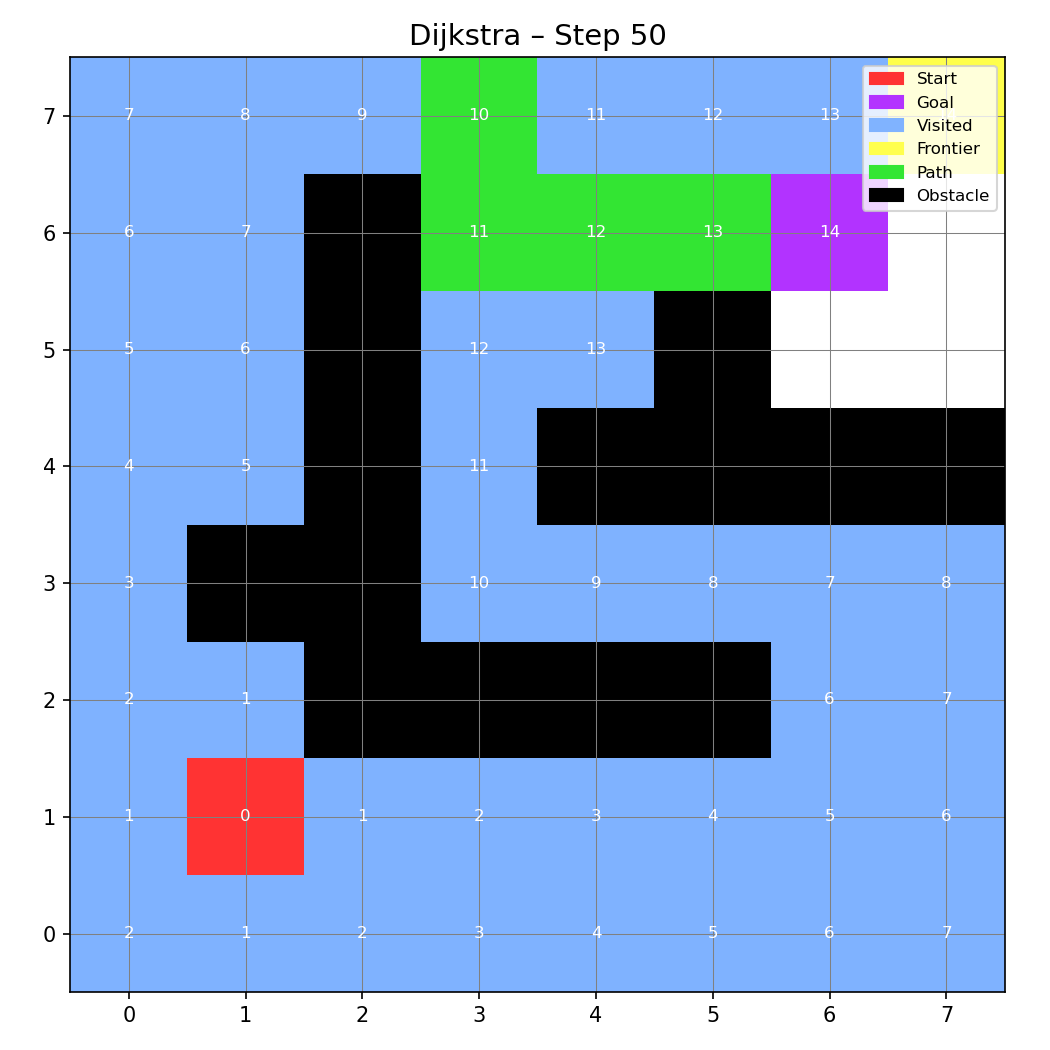 Dijkstra – Step 50
Start
Goal
Visited
Frontier
Path
Obstacle
7 7 8 9 10 11 12 13
6 6 7 11 12 13 14
5 5 6 12 13
4 4 5 11
3 3 10 9 8 7 8
2 2 1 6 7
1 1 0 1 2 3 4 5 6
0 2 1 2 3 4 5 6 7
0 1 2 3 4 5 6 7